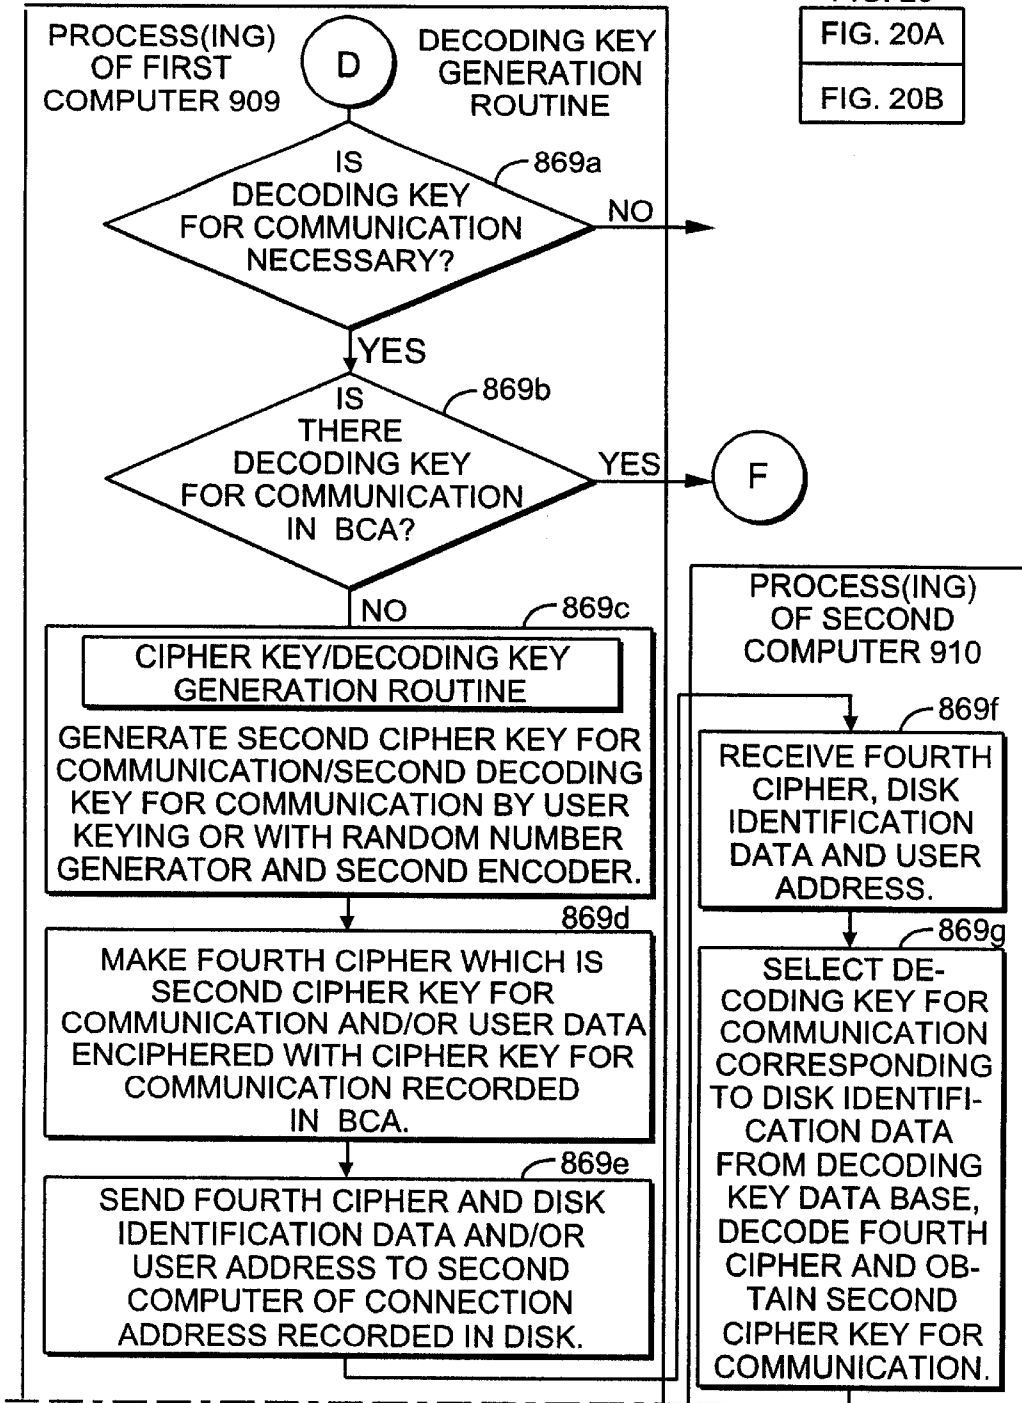 FIG. 20
FIG. 20A
FIG. 20B
PROCESS(ING)
OF FIRST
COMPUTER 909
D
DECODING KEY
GENERATION
ROUTINE
869a
IS
DECODING KEY
FOR COMMUNICATION
NECESSARY?
NO
YES
869b
IS
THERE
DECODING KEY
FOR COMMUNICATION
IN BCA?
YES
F
NO
869c
CIPHER KEY/DECODING KEY
GENERATION ROUTINE
GENERATE SECOND CIPHER KEY FOR
COMMUNICATION/SECOND DECODING
KEY FOR COMMUNICATION BY USER
KEYING OR WITH RANDOM NUMBER
GENERATOR AND SECOND ENCODER.
869d
MAKE FOURTH CIPHER WHICH IS
SECOND CIPHER KEY FOR
COMMUNICATION AND/OR USER DATA
ENCIPHERED WITH CIPHER KEY FOR
COMMUNICATION RECORDED
IN BCA.
869e
SEND FOURTH CIPHER AND DISK
IDENTIFICATION DATA AND/OR
USER ADDRESS TO SECOND
COMPUTER OF CONNECTION
ADDRESS RECORDED IN DISK.
PROCESS(ING)
OF SECOND
COMPUTER 910
869f
RECEIVE FOURTH
CIPHER, DISK
IDENTIFICATION
DATA AND USER
ADDRESS.
869g
SELECT DE-
CODING KEY FOR
COMMUNICATION
CORRESPONDING
TO DISK IDENTIFI-
CATION DATA
FROM DECODING
KEY DATA BASE,
DECODE FOURTH
CIPHER AND OB-
TAIN SECOND
CIPHER KEY FOR
COMMUNICATION.